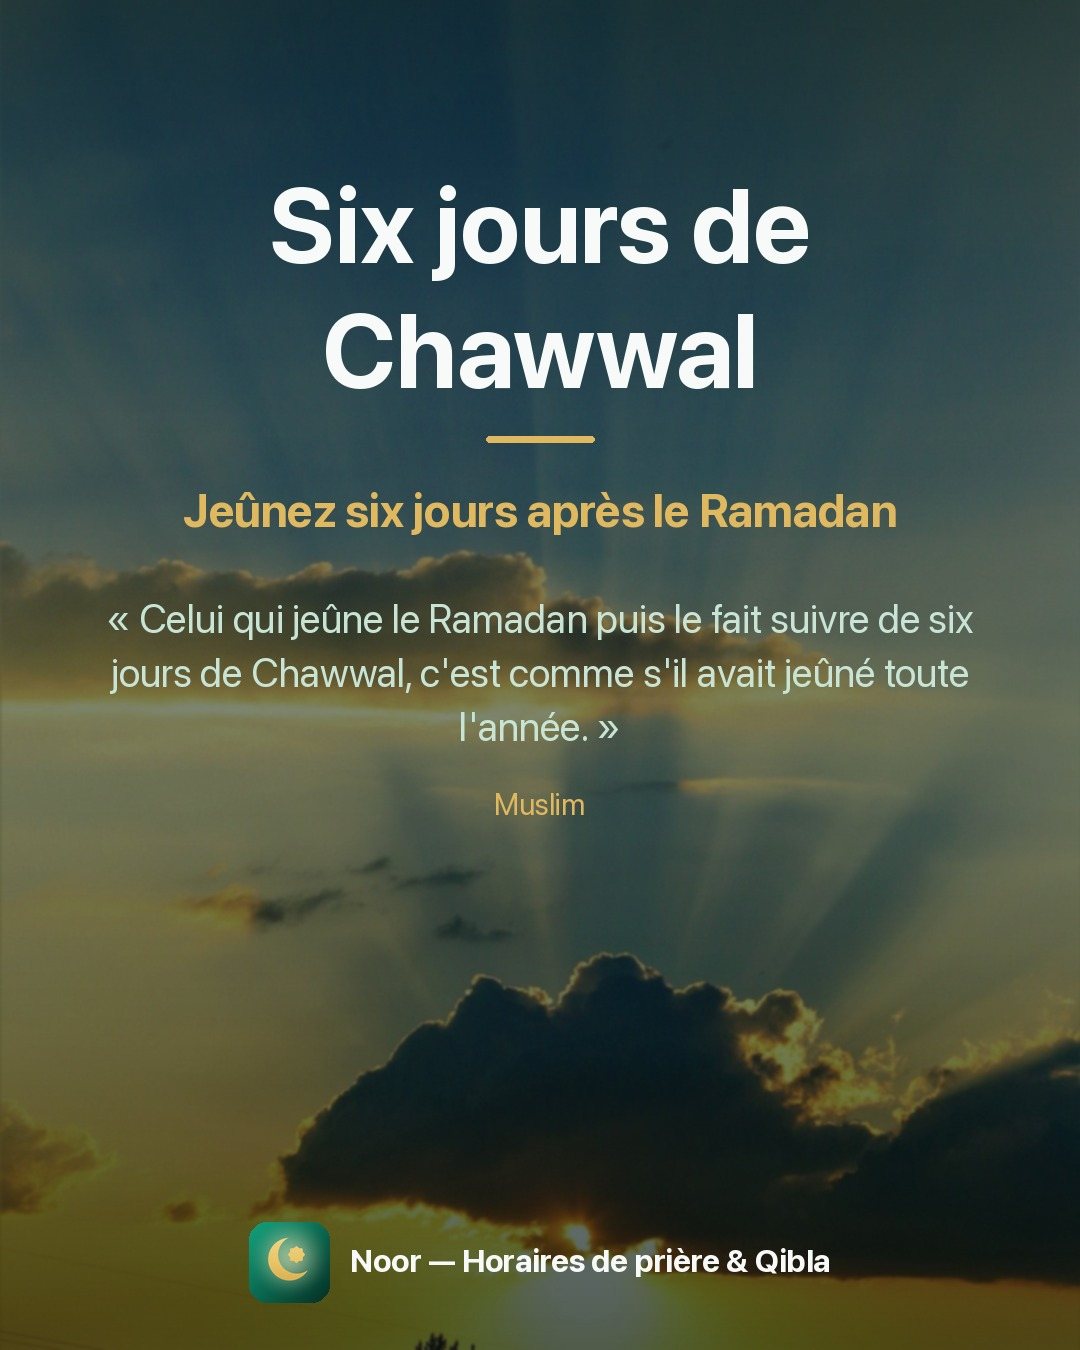 Six jours de
Chawwal
Jeûnez six jours après le Ramadan
« Celui qui jeûne le Ramadan puis le fait suivre de six
jours de Chawwal, c'est comme s'il avait jeûné toute
l'année. »
Muslim
Noor — Horaires de prière & Qibla